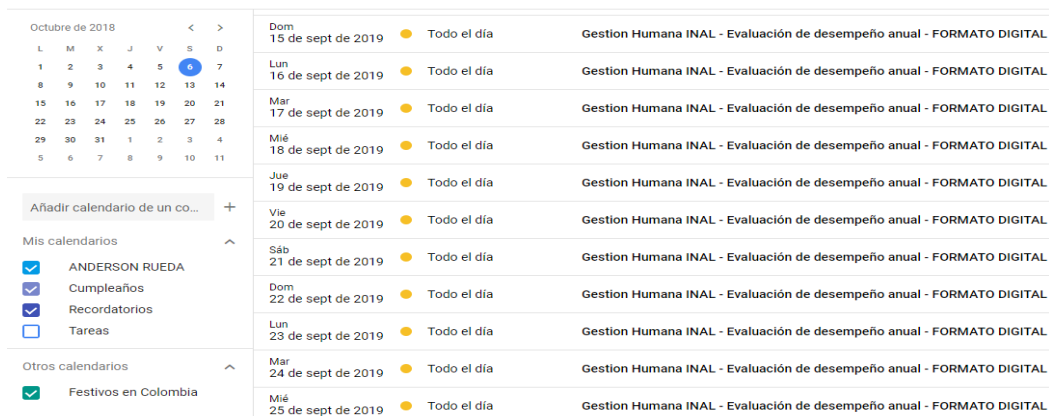 Octubre de 2018 < >
L M X J V S D
1 2 3 4 5 6 7
8 9 10 11 12 13 14
15 16 17 18 19 20 21
22 23 24 25 26 27 28
29 30 31 1 2 3 4
5 6 7 8 9 10 11
Añadir calendario de un co... +
Mis calendarios
ANDERSON RUEDA
Cumpleaños
Recordatorios
Tareas
Otros calendarios
Festivos en Colombia
Dom
15 de sept de 2019 Todo el día Gestion Humana INAL - Evaluación de desempeño anual - FORMATO DIGITAL
Lun
16 de sept de 2019 Todo el día Gestion Humana INAL - Evaluación de desempeño anual - FORMATO DIGITAL
Mar
17 de sept de 2019 Todo el día Gestion Humana INAL - Evaluación de desempeño anual - FORMATO DIGITAL
Mié
18 de sept de 2019 Todo el día Gestion Humana INAL - Evaluación de desempeño anual - FORMATO DIGITAL
Jue
19 de sept de 2019 Todo el día Gestion Humana INAL - Evaluación de desempeño anual - FORMATO DIGITAL
Vie
20 de sept de 2019 Todo el día Gestion Humana INAL - Evaluación de desempeño anual - FORMATO DIGITAL
Sáb
21 de sept de 2019 Todo el día Gestion Humana INAL - Evaluación de desempeño anual - FORMATO DIGITAL
Dom
22 de sept de 2019 Todo el día Gestion Humana INAL - Evaluación de desempeño anual - FORMATO DIGITAL
Lun
23 de sept de 2019 Todo el día Gestion Humana INAL - Evaluación de desempeño anual - FORMATO DIGITAL
Mar
24 de sept de 2019 Todo el día Gestion Humana INAL - Evaluación de desempeño anual - FORMATO DIGITAL
Mié
25 de sept de 2019 Todo el día Gestion Humana INAL - Evaluación de desempeño anual - FORMATO DIGITAL